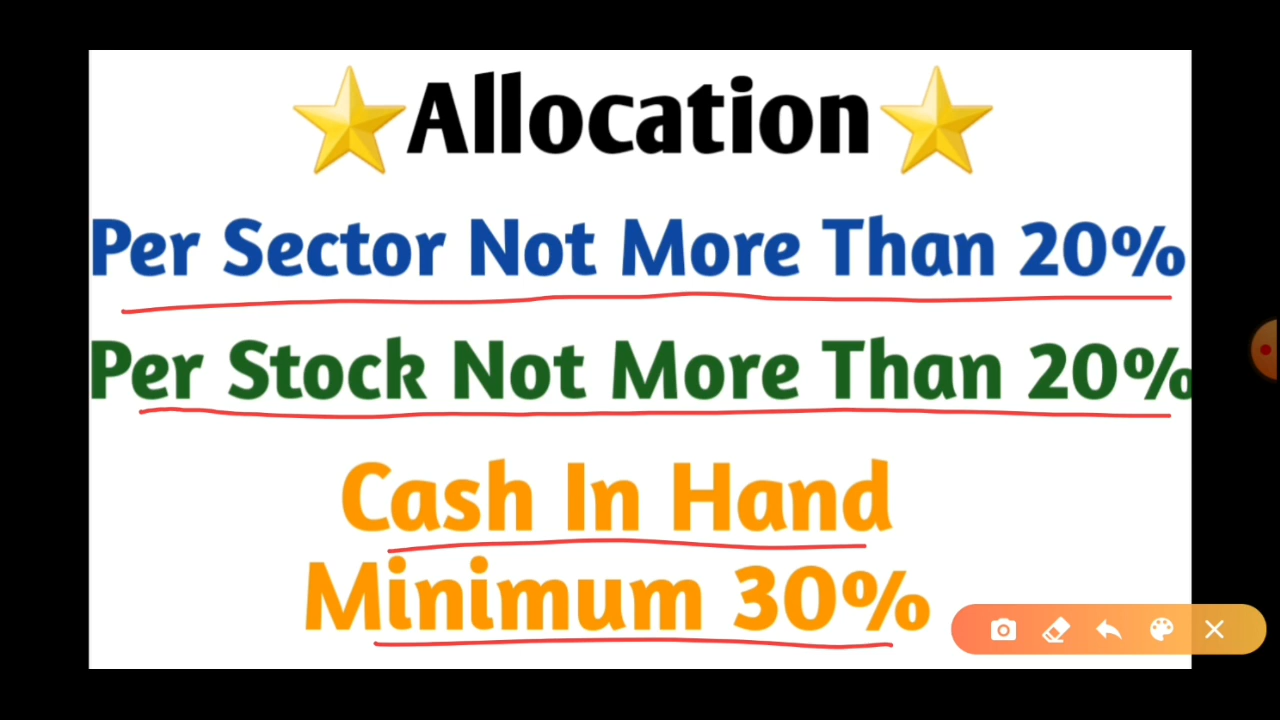 Allocation
Per Sector Not More Than 20%
Per Stock Not More Than 20%
Cash In Hand
Minimum 30%